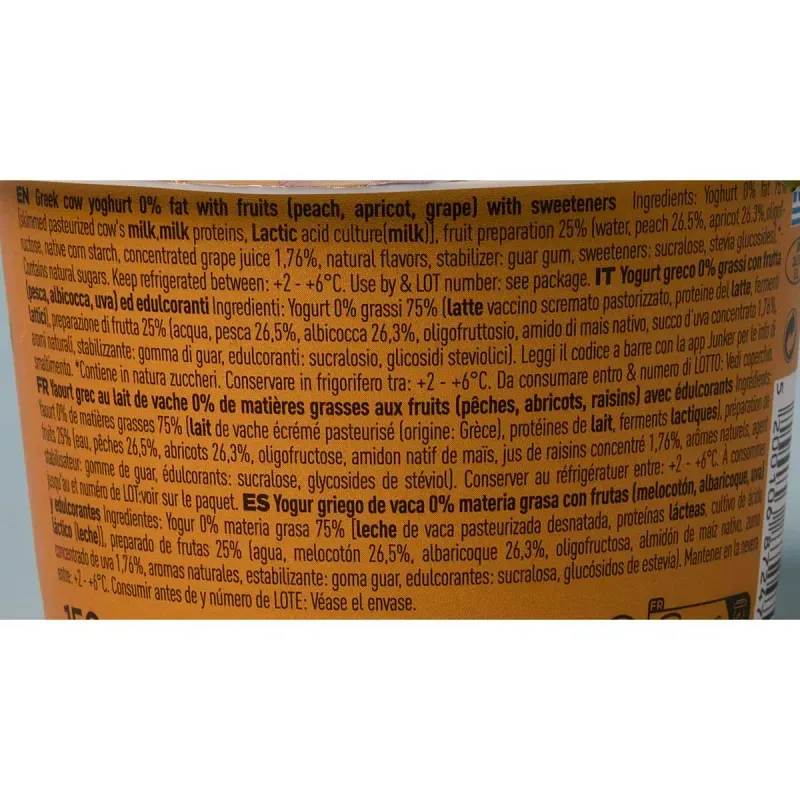 EN Greek cow yoghurt 0% fat with fruits (peach, apricot, grape) with sweeteners Ingredients: Yoghurt 0% fat 75%
[skimmed pasteurized cow's milk,milk proteins, Lactic acid culture(milk)], fruit preparation 25% (water, peach 26.5%, apricot 26.3%, oligof-
ructose, native corn starch, concentrated grape juice 1,76%, natural flavors, stabilizer: guar gum, sweeteners: sucralose, stevia glucosides).
Contains natural sugars. Keep refrigerated between: +2 - +6°C. Use by & LOT number: see package. IT Yogurt greco 0% grassi con frutta
(pesca, albicocca, uva) ed edulcoranti Ingredienti: Yogurt 0% grassi 75% (latte vaccino scremato pastorizzato, proteine del latte, fermenti
lattici), preparazione di frutta 25% (acqua, pesca 26,5%, albicocca 26,3%, oligofruttosio, amido di mais nativo, succo d'uva concentrato 1,76%,
aromi naturali, stabilizzante: gomma di guar, edulcoranti: sucralosio, glicosidi steviolici). Leggi il codice a barre con la app Junker per le info di
smaltimento. *Contiene in natura zuccheri. Conservare in frigorifero tra: +2 - +6°C. Da consumare entro & numero di LOTTO: Vedi coperchio.
FR Iaourt grec au lait de vache 0% de matières grasses aux fruits (pêches, abricots, raisins) avec édulcorants Ingrédients:
Yaourt 0% de matières grasses 75% (lait de vache écrémé pasteurisé (origine: Grèce), protéines de lait, ferments lactiques), préparation de
fruits 25% (eau, pêches 26,5%, abricots 26,3%, oligofructose, amidon natif de maïs, jus de raisins concentré 1,76%, arômes naturels, agent
stabilisateur: gomme de guar, édulcorants: sucralose, glycosides de stéviol). Conserver au réfrigératuer entre: +2 - +6°C. À consommer
jusqu'au et numéro de LOT:voir sur le paquet. ES Yogur griego de vaca 0% materia grasa con frutas (melocotón, albaricoque, uva)
y edulcorantes Ingredientes: Yogur 0% materia grasa 75% [leche de vaca pasteurizada desnatada, proteínas lácteas, cultivo de ácido
láctico (leche)], preparado de frutas 25% (agua, melocotón 26,5%, albaricoque 26,3%, oligofructosa, almidón de maíz nativo, zumo
concentrado de uva 1,76%, aromas naturales, estabilizante: goma guar, edulcorantes: sucralosa, glucósidos de estevia). Mantener en la nevera
entre: +2 - +6°C. Consumir antes de y número de LOTE: Véase el envase.
FR